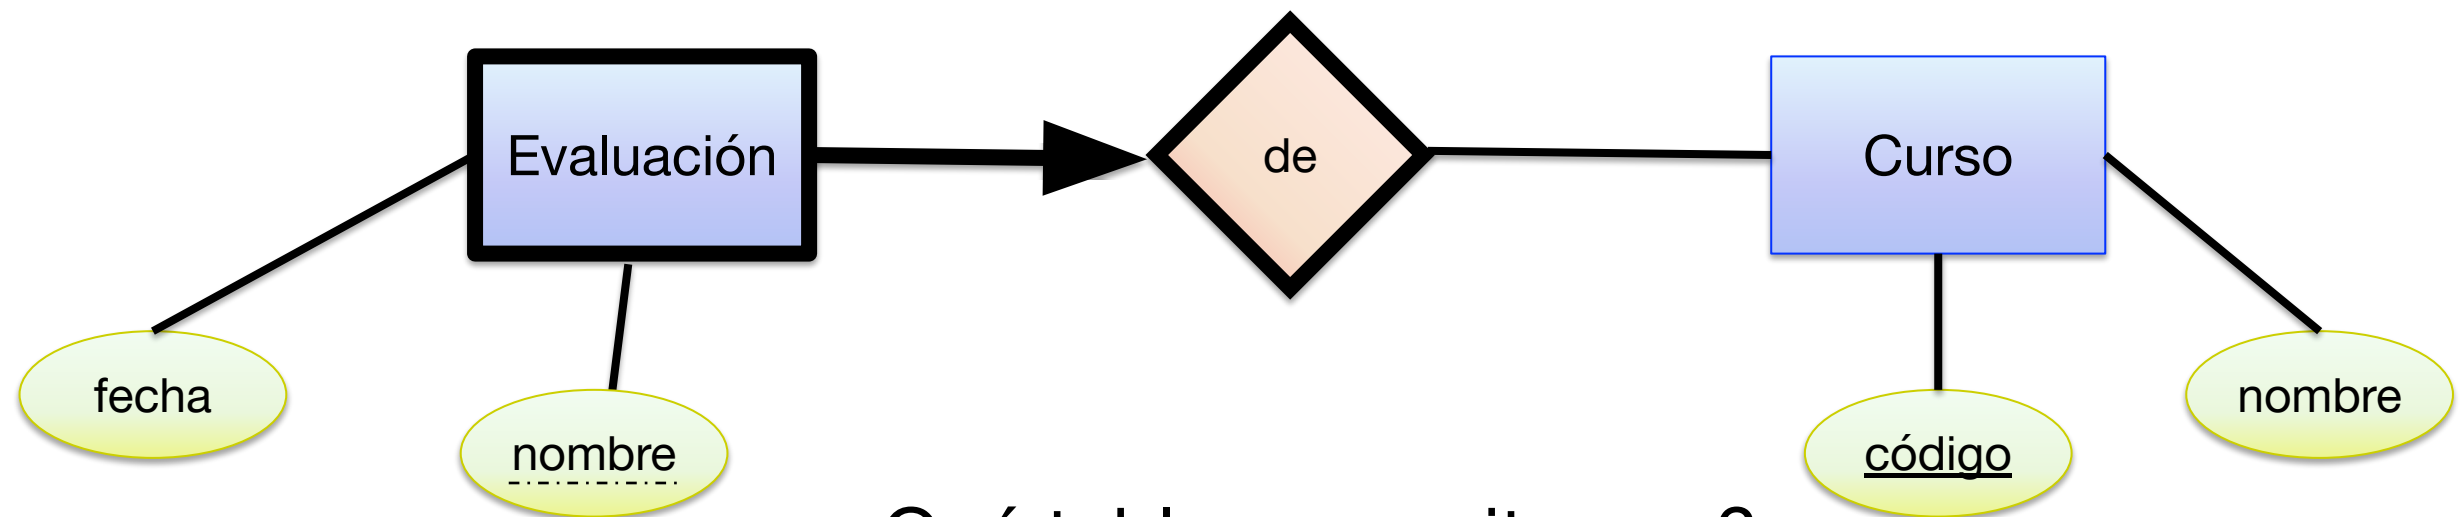 Evaluación
de
Curso
fecha
nombre
código
nombre